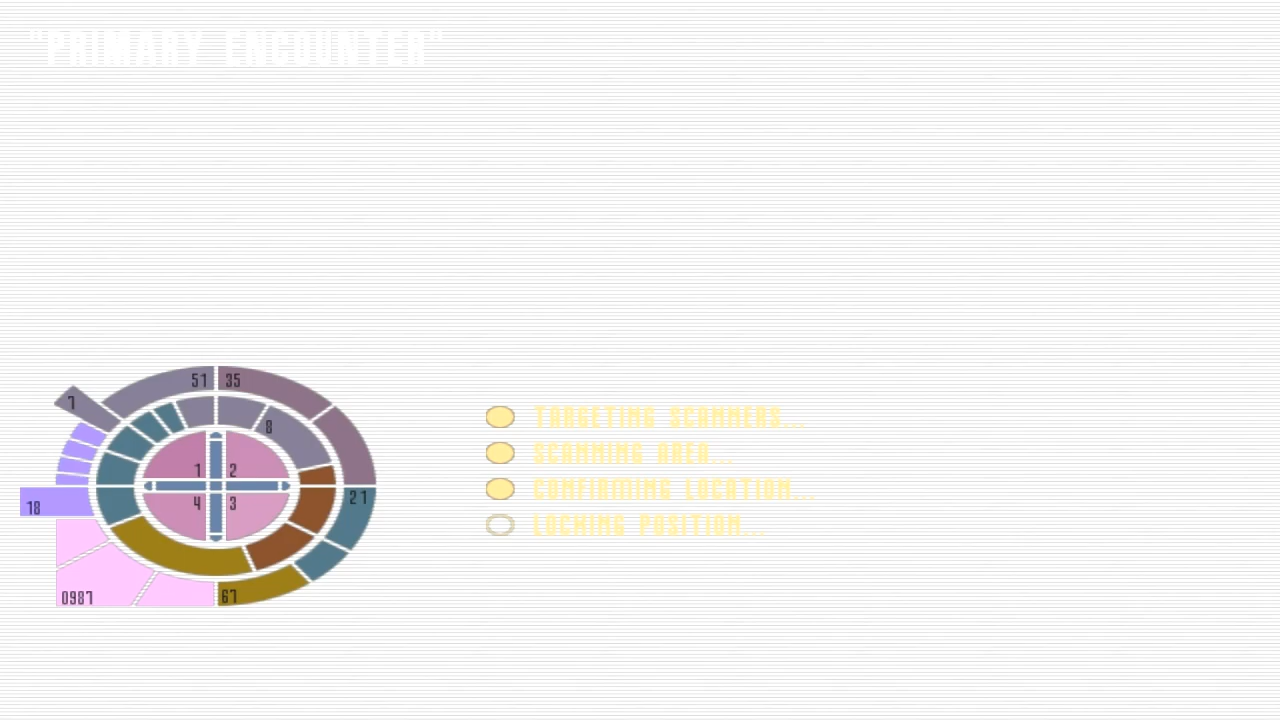 "PRIMARY ENCOUNTER"
51 35
7
8
1 2
18 4 3 21
0987 67
TARGETING SCANNERS...
SCANNING AREA...
CONFIRMING LOCATION...
LOCKING POSITION...